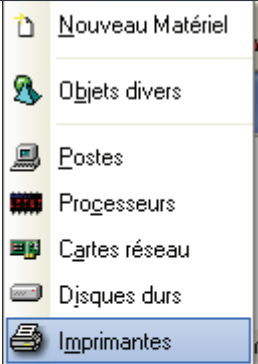 Nouveau Matériel
Objets divers
Postes
Processeurs
Cartes réseau
Disques durs
Imprimantes